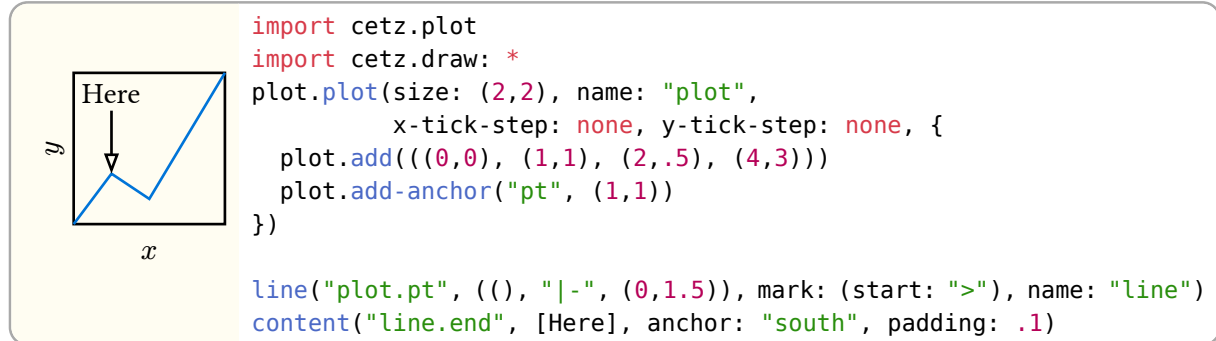 Here
y
x
import cetz.plot
import cetz.draw: *
plot.plot(size: (2,2), name: "plot",
          x-tick-step: none, y-tick-step: none, {
  plot.add(((0,0), (1,1), (2,.5), (4,3)))
  plot.add-anchor("pt", (1,1))
})

line("plot.pt", ((), "|-", (0,1.5)), mark: (start: ">"), name: "line")
content("line.end", [Here], anchor: "south", padding: .1)